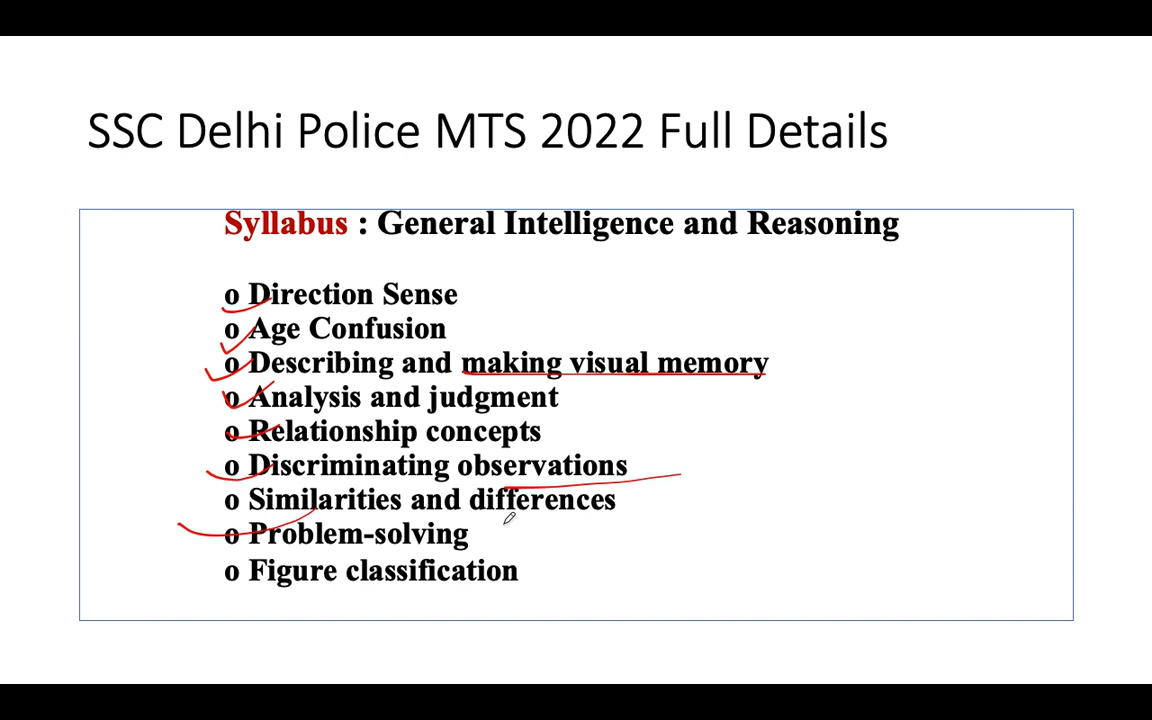 SSC Delhi Police MTS 2022 Full Details
Syllabus : General Intelligence and Reasoning
o Direction Sense
o Age Confusion
o Describing and making visual memory
o Analysis and judgment
o Relationship concepts
o Discriminating observations
o Similarities and differences
o Problem-solving
o Figure classification